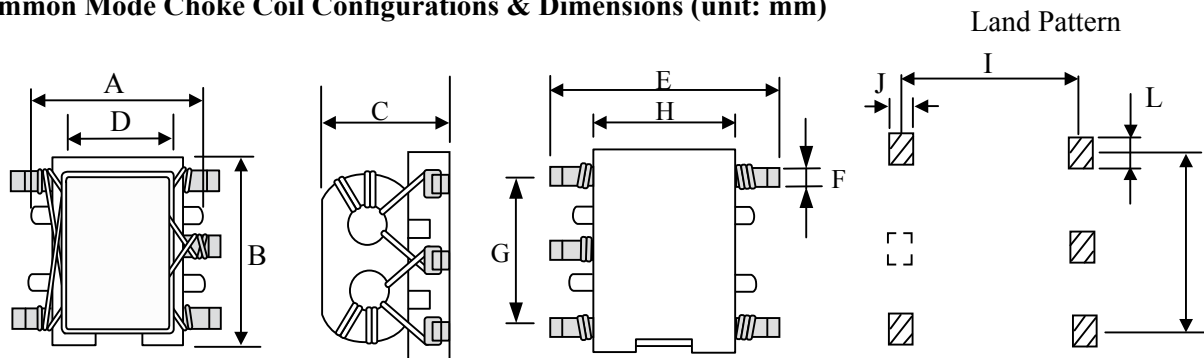 mmon Mode Choke Coil Configurations & Dimensions (unit: mm)
Land Pattern
A
D
C
E
H
J
I
L
F
B
G